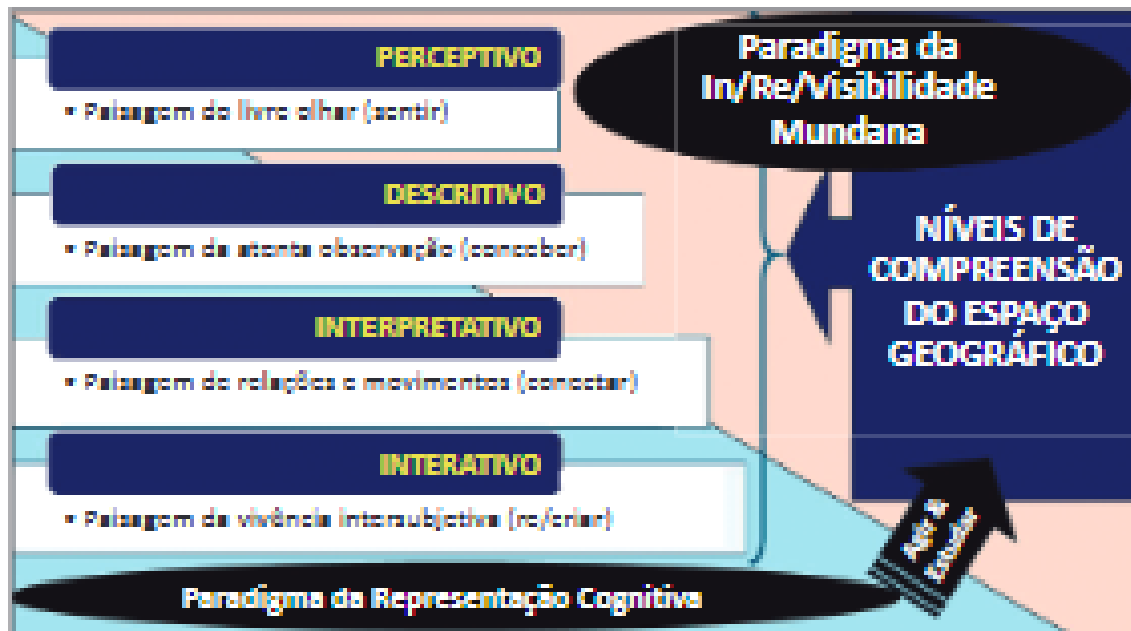 PERCEPTIVO
• Paisagem do livre olhar (sentir)
DESCRITIVO
• Paisagem da atenta observação (conceber)
INTERPRETATIVO
• Paisagem de relações e movimentos (conectar)
INTERATIVO
• Paisagem da vivência intersubjetiva (re/criar)
Paradigma da Representação Cognitiva
Paradigma da
In/Re/Visibilidade
Mundana
NÍVEIS DE
COMPREENSÃO
DO ESPAÇO
GEOGRÁFICO